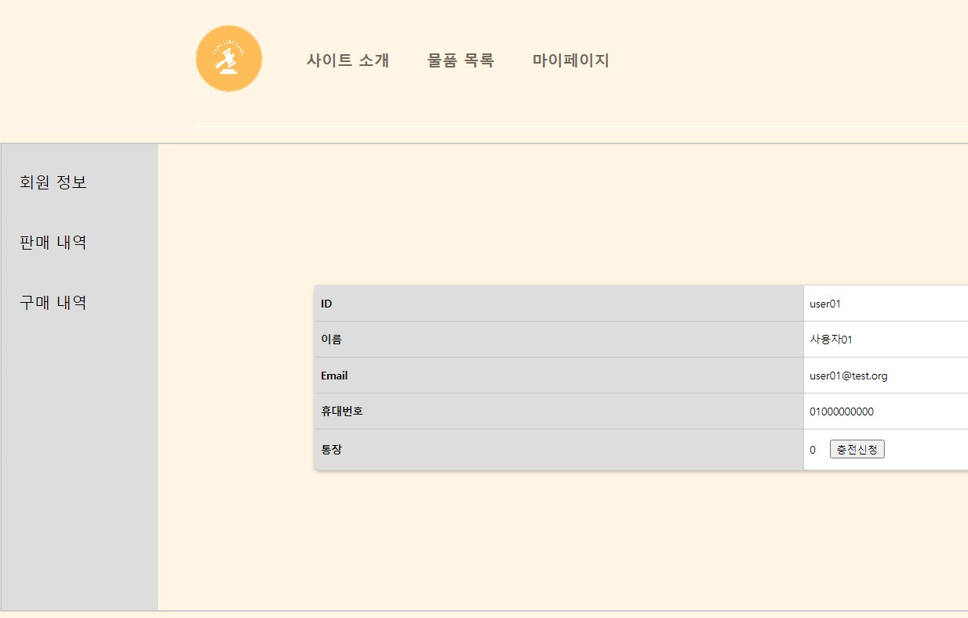 사이트 소개 물품 목록 마이페이지
회원 정보
판매 내역
구매 내역
ID user01
이름 사용자01
Email user01@test.org
휴대번호 01000000000
통장 0 충전신청